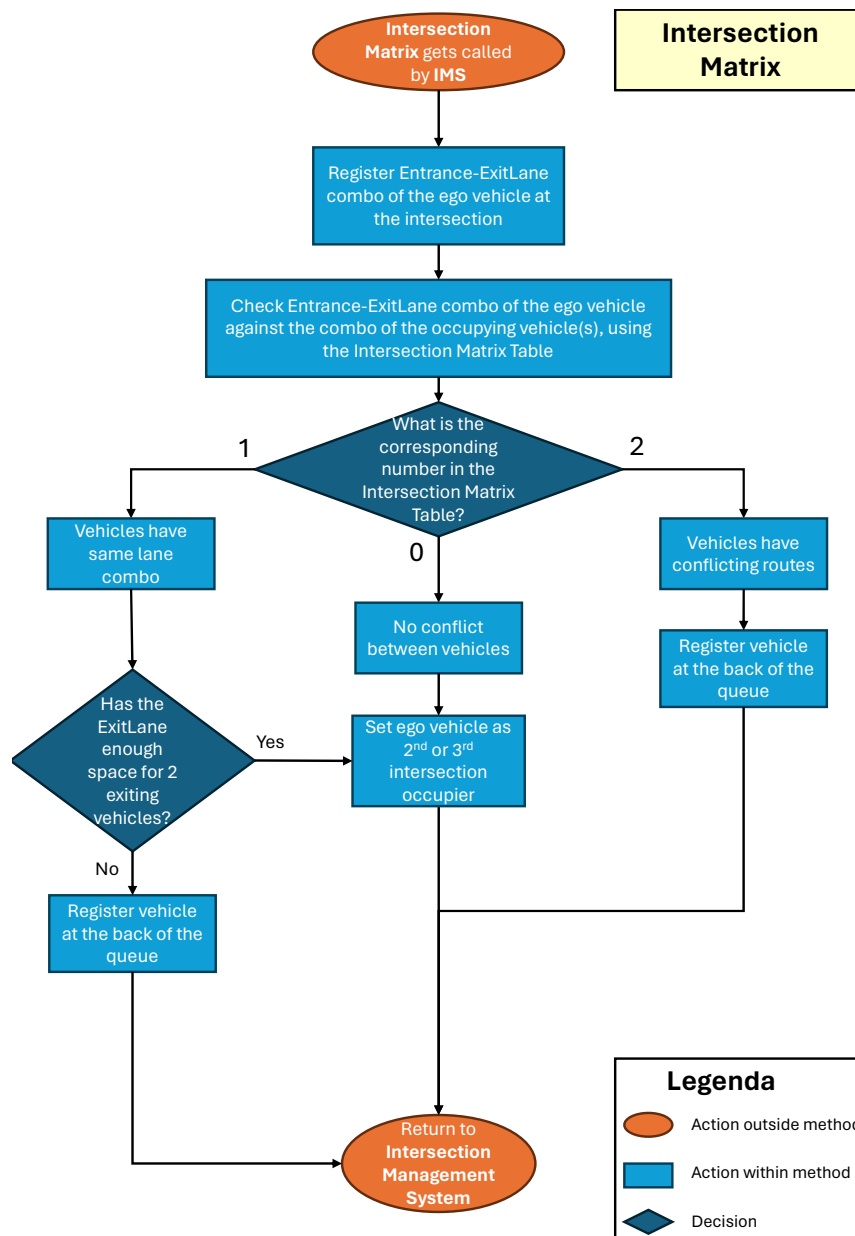 Intersection
Matrix gets called
by IMS
Intersection
Matrix
Register Entrance-ExitLane
combo of the ego vehicle at
the intersection
Check Entrance-ExitLane combo of the ego vehicle
against the combo of the occupying vehicle(s), using
the Intersection Matrix Table
What is the
corresponding
number in the
Intersection Matrix
Table?
1
2
0
Vehicles have
same lane
combo
No conflict
between vehicles
Vehicles have
conflicting routes
Register vehicle
at the back of the
queue
Has the
ExitLane
enough
space for 2
exiting
vehicles?
Yes
Set ego vehicle as
2nd or 3rd
intersection
occupier
No
Register vehicle
at the back of the
queue
Return to
Intersection
Management
System
Legenda
Action outside method
Action within method
Decision